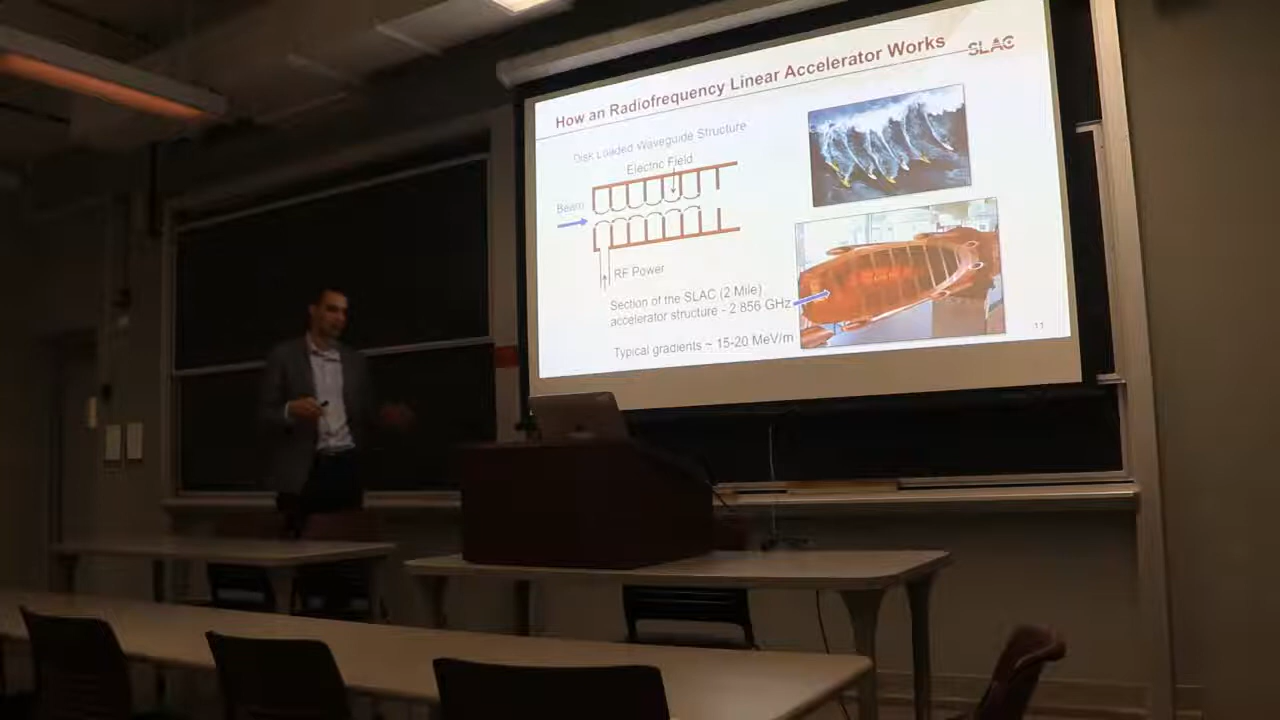 How an Radiofrequency Linear Accelerator Works
SLAC
Disk Loaded Waveguide Structure
Electric Field
Beam
RF Power
Section of the SLAC (2 Mile)
accelerator structure - 2 856 GHz
Typical gradients ~ 15-20 MeV/m
11